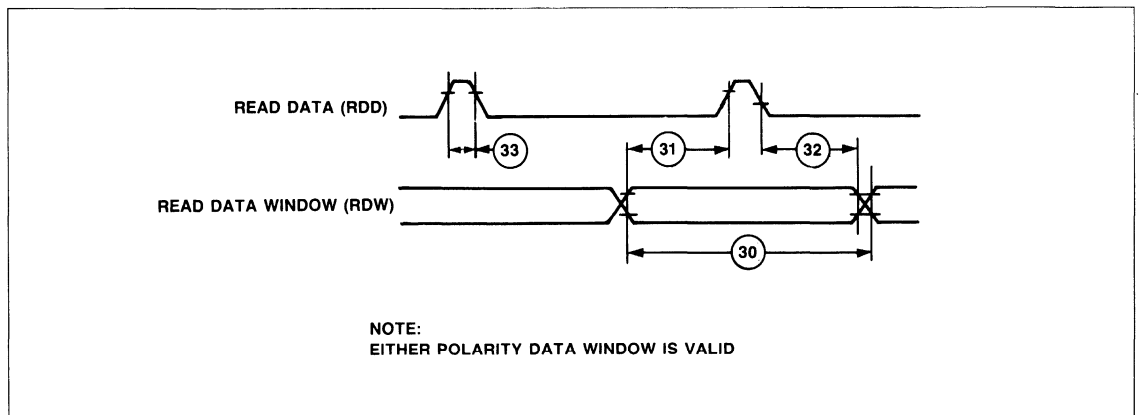 READ DATA (RDD)
33
31
32
READ DATA WINDOW (RDW)
30
NOTE:
EITHER POLARITY DATA WINDOW IS VALID